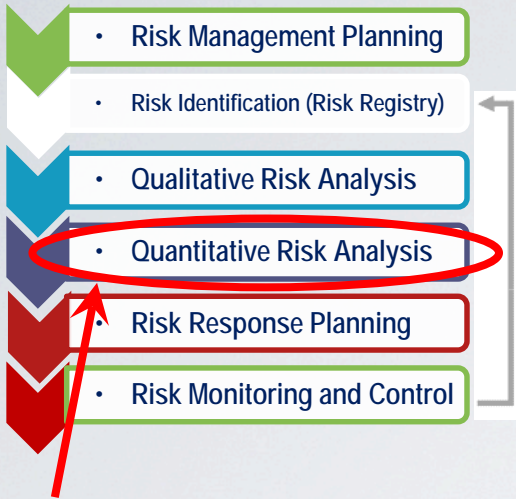 • Risk Management Planning
• Risk Identification (Risk Registry)
• Qualitative Risk Analysis
• Quantitative Risk Analysis
• Risk Response Planning
• Risk Monitoring and Control